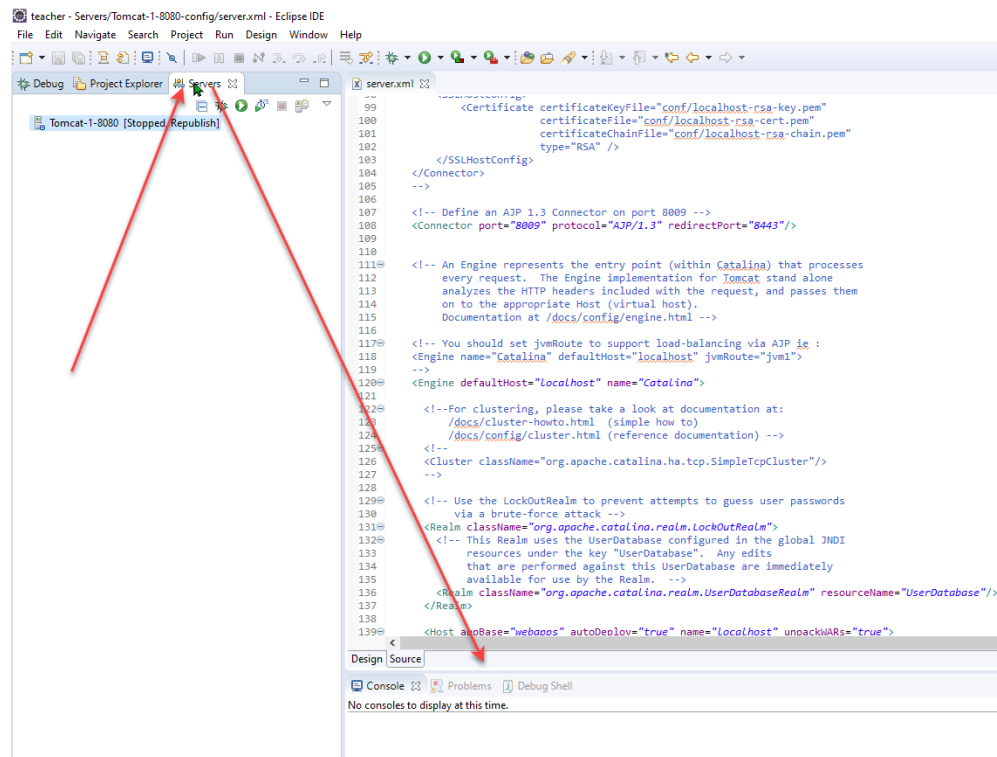 teacher - Servers/Tomcat-1-8080-config/server.xml - Eclipse IDE
File Edit Navigate Search Project Run Design Window Help
Debug Project Explorer Servers
Tomcat-1-8080 [Stopped, Republish]
server.xml
98 <SSLHostConfig>
99 <Certificate certificateKeyFile="conf/localhost-rsa-key.pem"
100 certificateFile="conf/localhost-rsa-cert.pem"
101 certificateChainFile="conf/localhost-rsa-chain.pem"
102 type="RSA" />
103 </SSLHostConfig>
104 </Connector>
105 -->
106
107 <!-- Define an AJP 1.3 Connector on port 8009 -->
108 <Connector port="8009" protocol="AJP/1.3" redirectPort="8443"/>
109
110
111 <!-- An Engine represents the entry point (within Catalina) that processes
112 every request. The Engine implementation for Tomcat stand alone
113 analyzes the HTTP headers included with the request, and passes them
114 on to the appropriate Host (virtual host).
115 Documentation at /docs/config/engine.html -->
116
117 <!-- You should set jvmRoute to support load-balancing via AJP ie :
118 <Engine name="Catalina" defaultHost="localhost" jvmRoute="jvm1">
119 -->
120 <Engine defaultHost="localhost" name="Catalina">
121
122 <!--For clustering, please take a look at documentation at:
123 /docs/cluster-howto.html (simple how to)
124 /docs/config/cluster.html (reference documentation) -->
125 <!--
126 <Cluster className="org.apache.catalina.ha.tcp.SimpleTcpCluster"/>
127 -->
128
129 <!-- Use the LockOutRealm to prevent attempts to guess user passwords
130 via a brute-force attack -->
131 <Realm className="org.apache.catalina.realm.LockOutRealm">
132 <!-- This Realm uses the UserDatabase configured in the global JNDI
133 resources under the key "UserDatabase". Any edits
134 that are performed against this UserDatabase are immediately
135 available for use by the Realm. -->
136 <Realm className="org.apache.catalina.realm.UserDatabaseRealm" resourceName="UserDatabase"/>
137 </Realm>
138
139 <Host appBase="webapps" autoDeploy="true" name="localhost" unpackWARs="true">
Design Source
Console Problems Debug Shell
No consoles to display at this time.